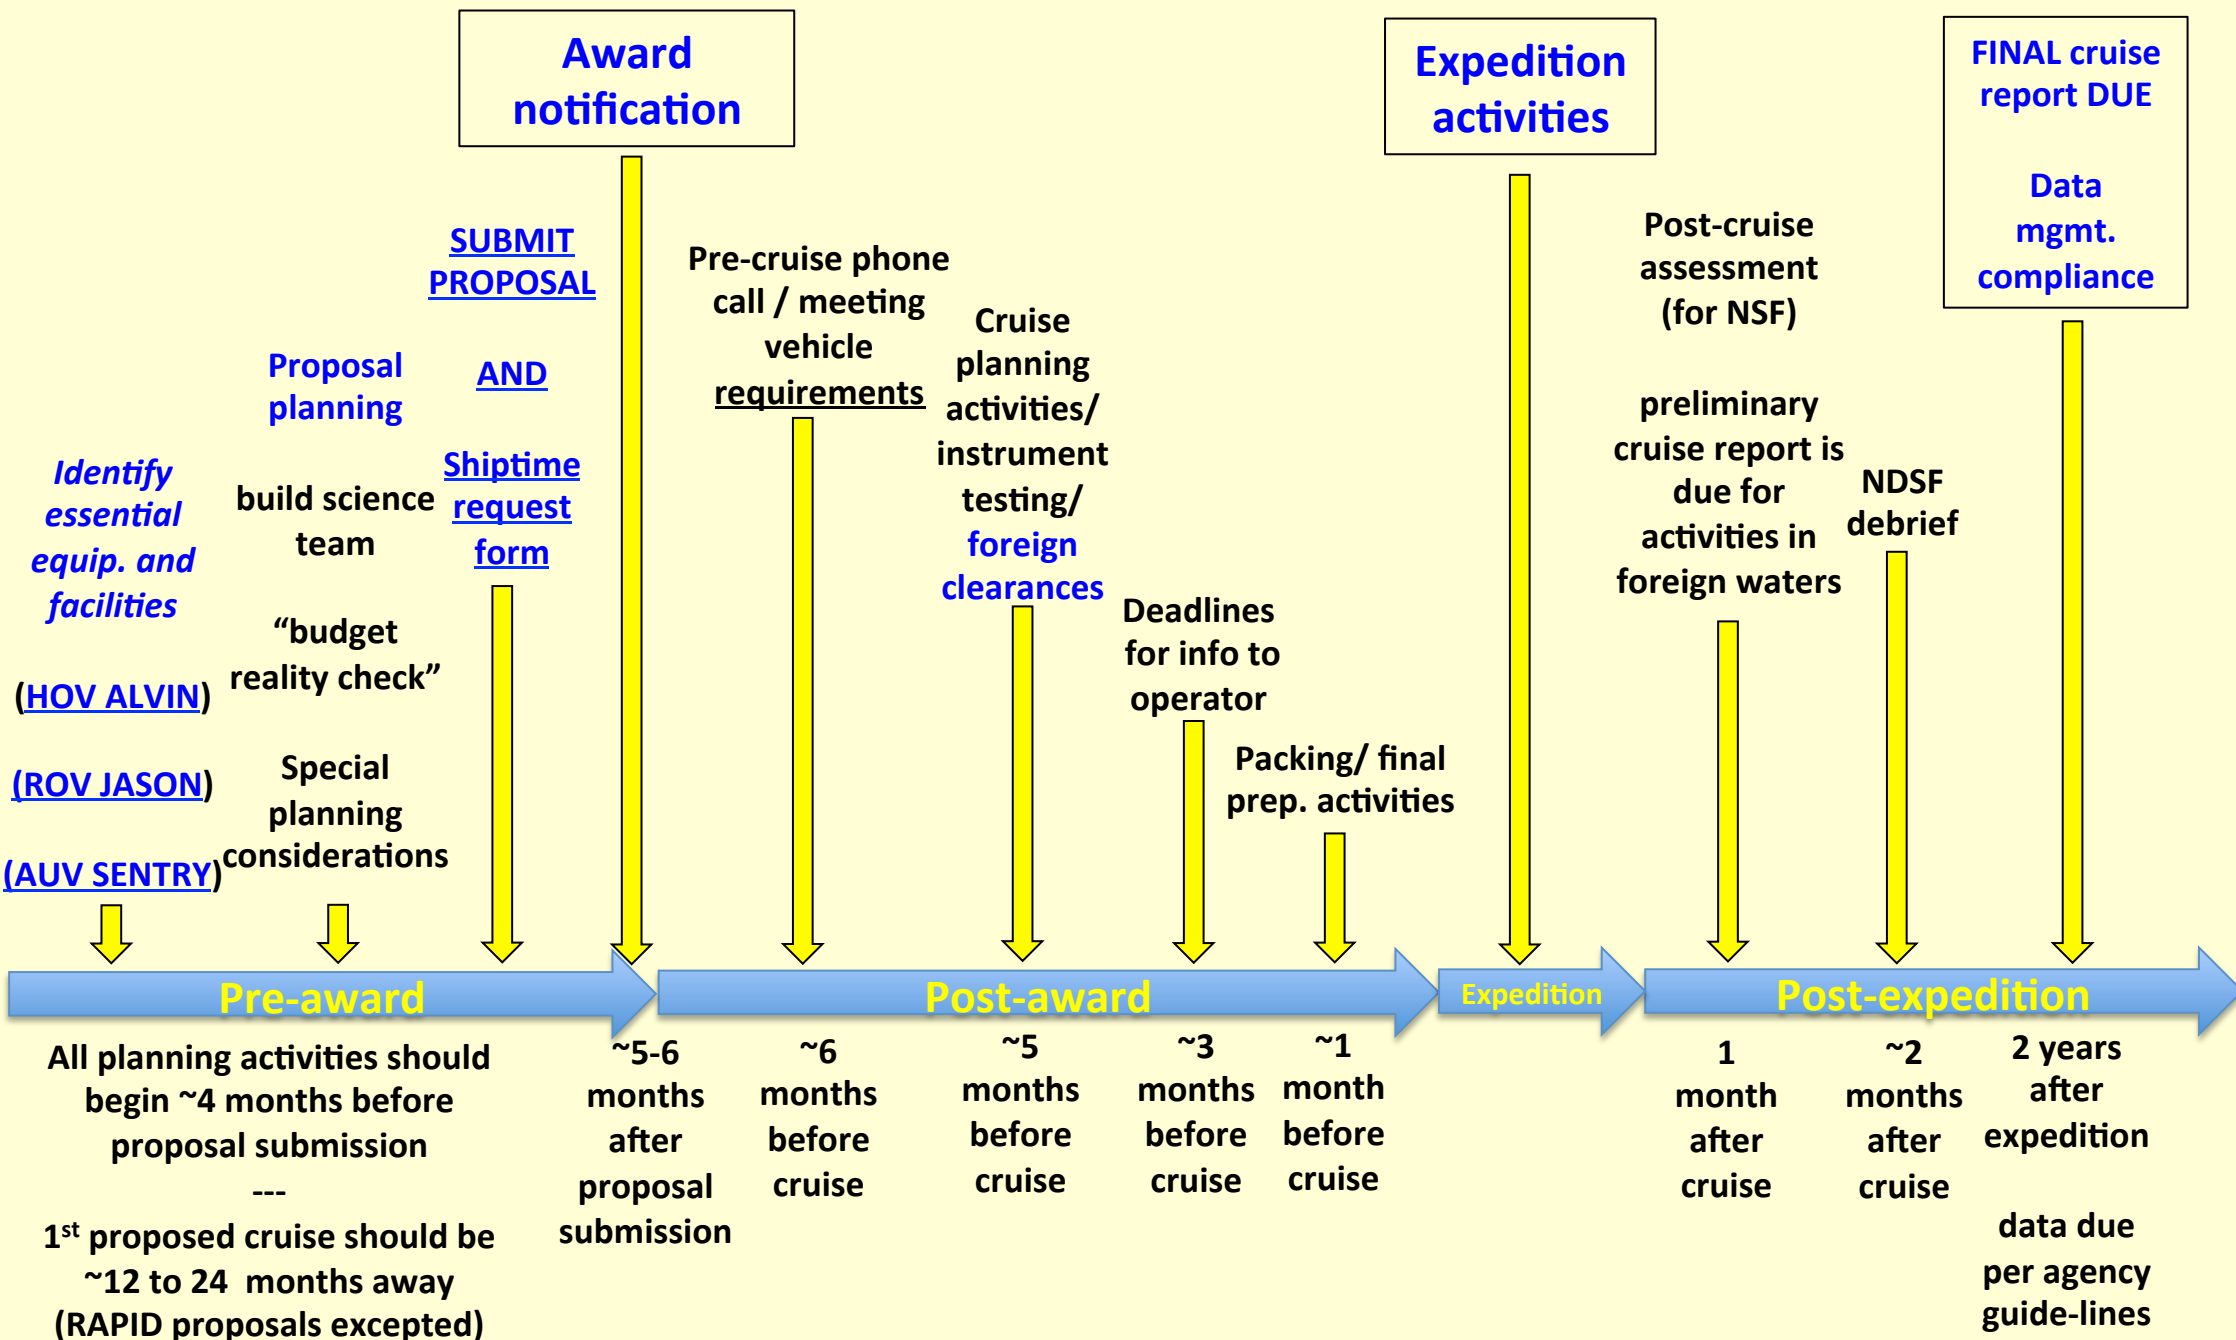 Award
notification
Expedition
activities
FINAL cruise
report DUE
Data
mgmt.
compliance
Identify
essential
equip. and
facilities
(HOV ALVIN)
(ROV JASON)
(AUV SENTRY)
Proposal
planning
build science
team
“budget
reality check”
Special
planning
considerations
SUBMIT
PROPOSAL
AND
Shiptime
request
form
Pre-cruise phone
call / meeting
vehicle
requirements
Cruise
planning
activities/
instrument
testing/
foreign
clearances
Deadlines
for info to
operator
Packing/ final
prep. activities
Post-cruise
assessment
(for NSF)
preliminary
cruise report is
due for
activities in
foreign waters
NDSF
debrief
Pre-award
Post-award
Expedition
Post-expedition
All planning activities should
begin ~4 months before
proposal submission
---
1st proposed cruise should be
~12 to 24 months away
(RAPID proposals excepted)
~5-6
months
after
proposal
submission
~6
months
before
cruise
~5
months
before
cruise
~3
months
before
cruise
~1
month
before
cruise
1
month
after
cruise
~2
months
after
cruise
2 years
after
expedition
data due
per agency
guide-lines